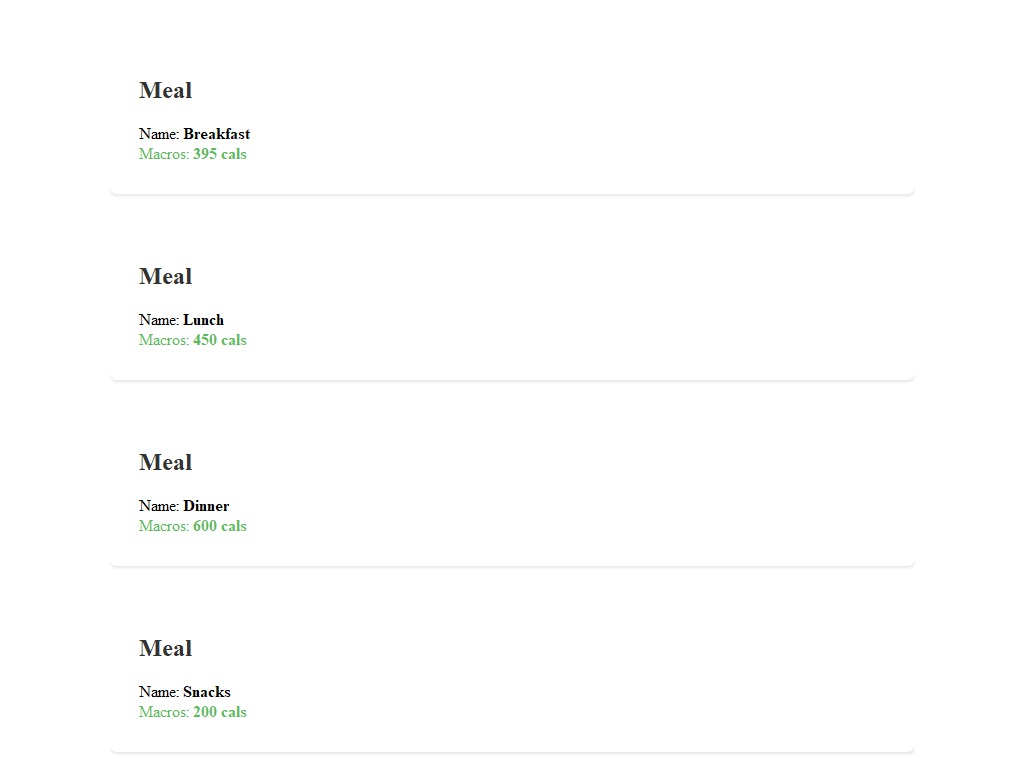 Meal
Name: Breakfast
Macros: 395 cals
Meal
Name: Lunch
Macros: 450 cals
Meal
Name: Dinner
Macros: 600 cals
Meal
Name: Snacks
Macros: 200 cals